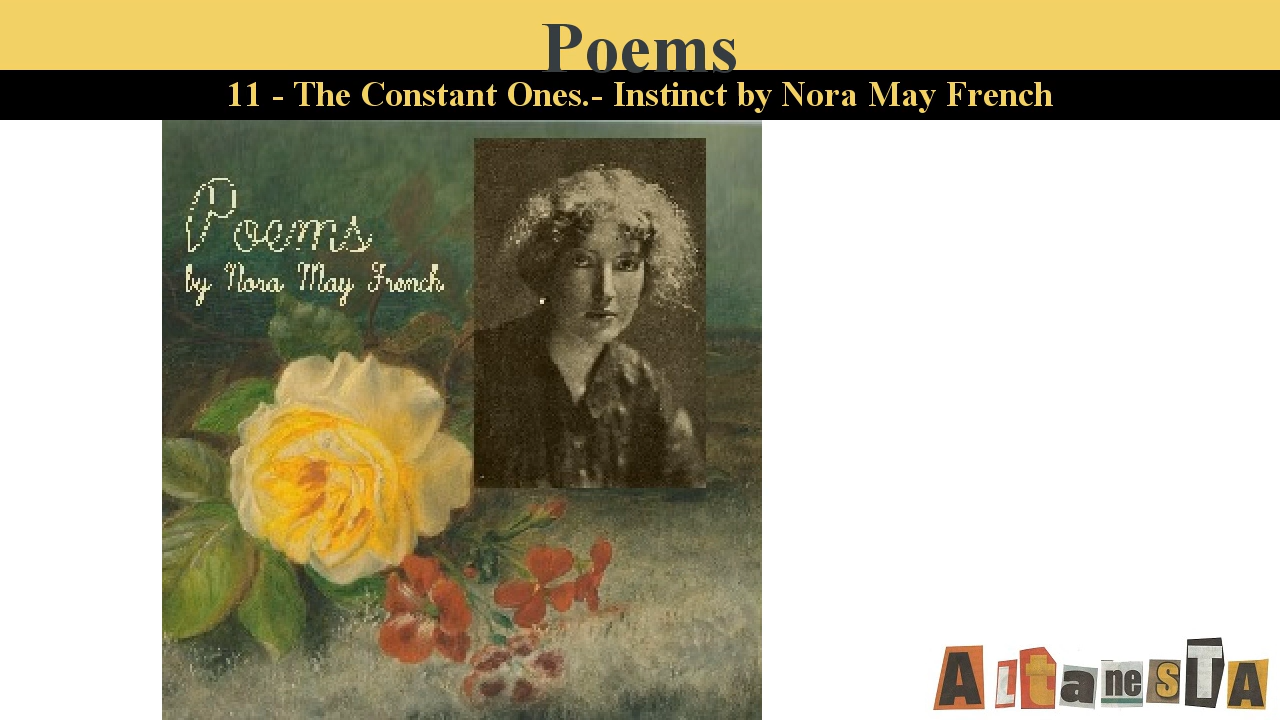 Poems
11 - The Constant Ones.- Instinct by Nora May French
Poems
by Nora May French
AltanesTA